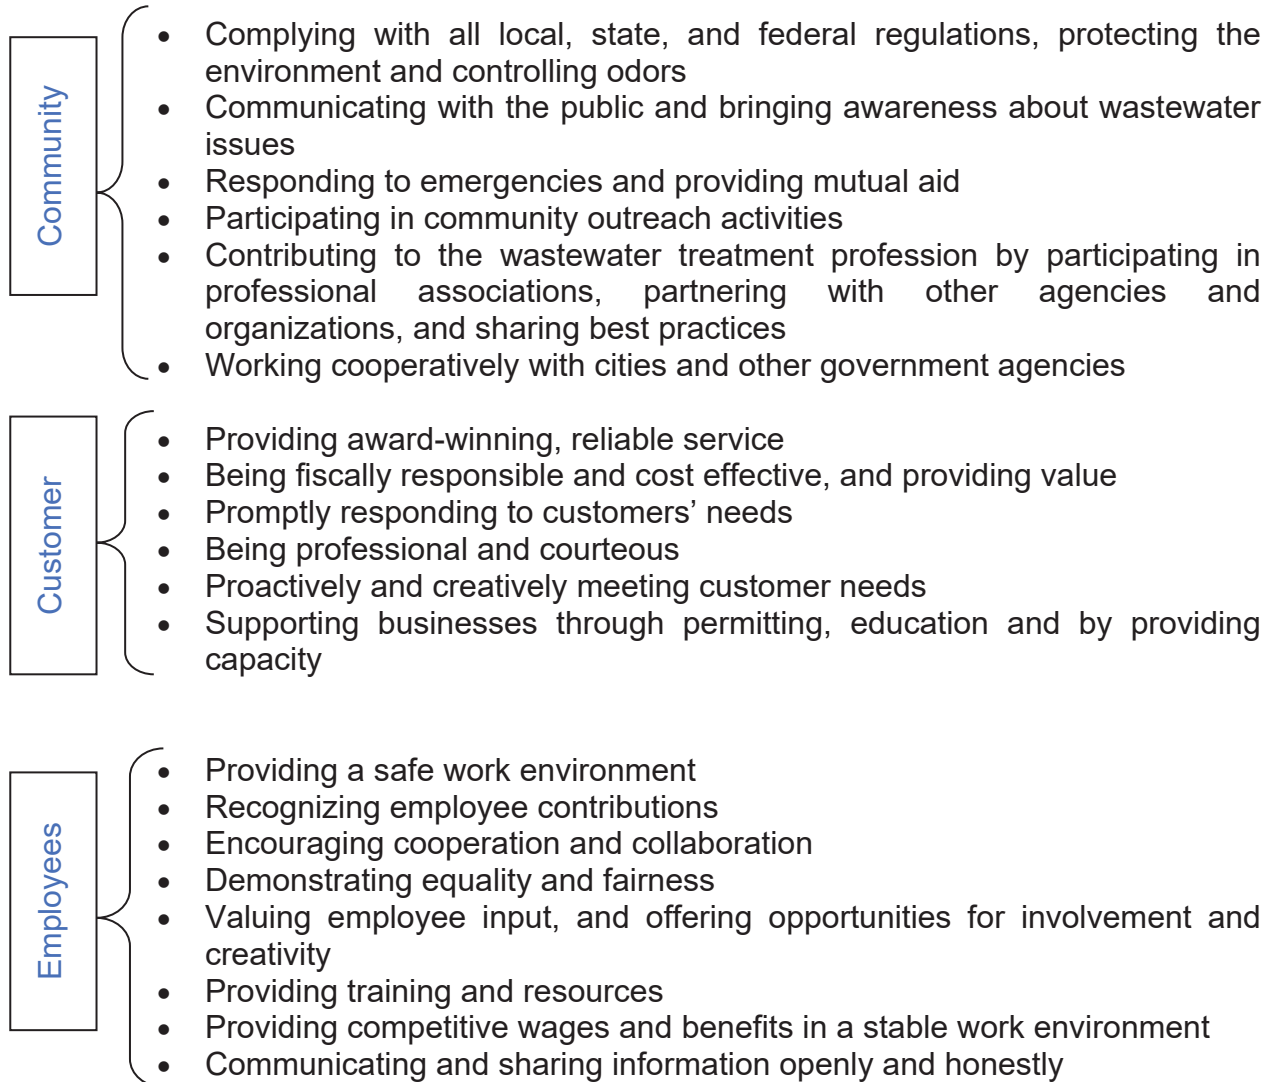 Community
• Complying with all local, state, and federal regulations, protecting the
environment and controlling odors
• Communicating with the public and bringing awareness about wastewater
issues
• Responding to emergencies and providing mutual aid
• Participating in community outreach activities
• Contributing to the wastewater treatment profession by participating in
professional associations, partnering with other agencies and
organizations, and sharing best practices
• Working cooperatively with cities and other government agencies
Customer
• Providing award-winning, reliable service
• Being fiscally responsible and cost effective, and providing value
• Promptly responding to customers’ needs
• Being professional and courteous
• Proactively and creatively meeting customer needs
• Supporting businesses through permitting, education and by providing
capacity
Employees
• Providing a safe work environment
• Recognizing employee contributions
• Encouraging cooperation and collaboration
• Demonstrating equality and fairness
• Valuing employee input, and offering opportunities for involvement and
creativity
• Providing training and resources
• Providing competitive wages and benefits in a stable work environment
• Communicating and sharing information openly and honestly